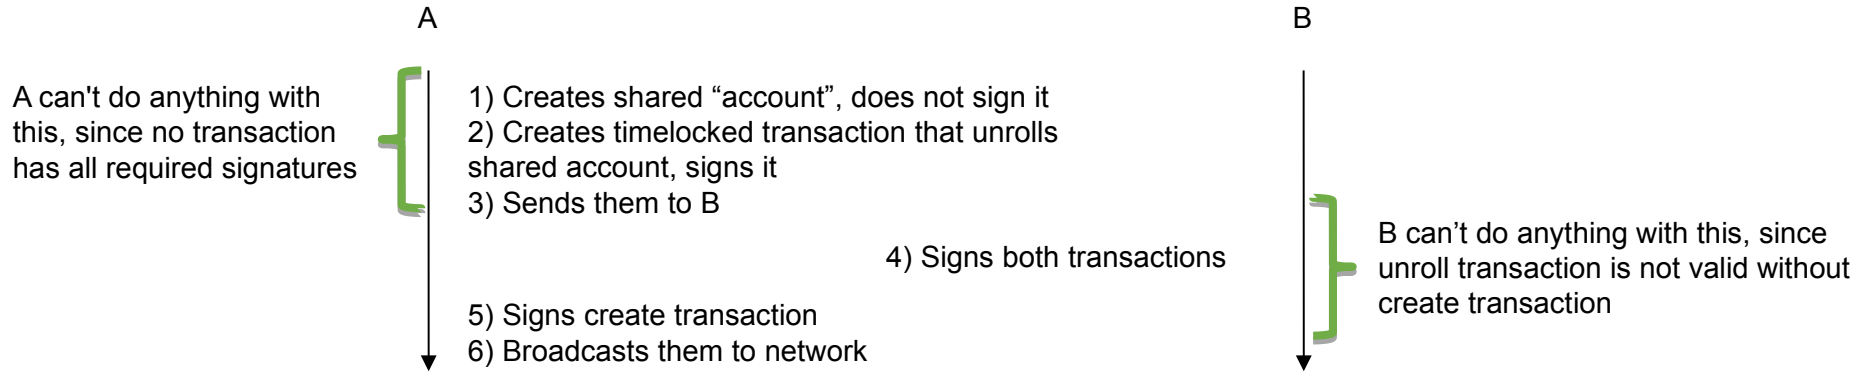 A
B
A can't do anything with
this, since no transaction
has all required signatures
1) Creates shared “account”, does not sign it
2) Creates timelocked transaction that unrolls
shared account, signs it
3) Sends them to B
4) Signs both transactions
5) Signs create transaction
6) Broadcasts them to network
B can’t do anything with this, since
unroll transaction is not valid without
create transaction